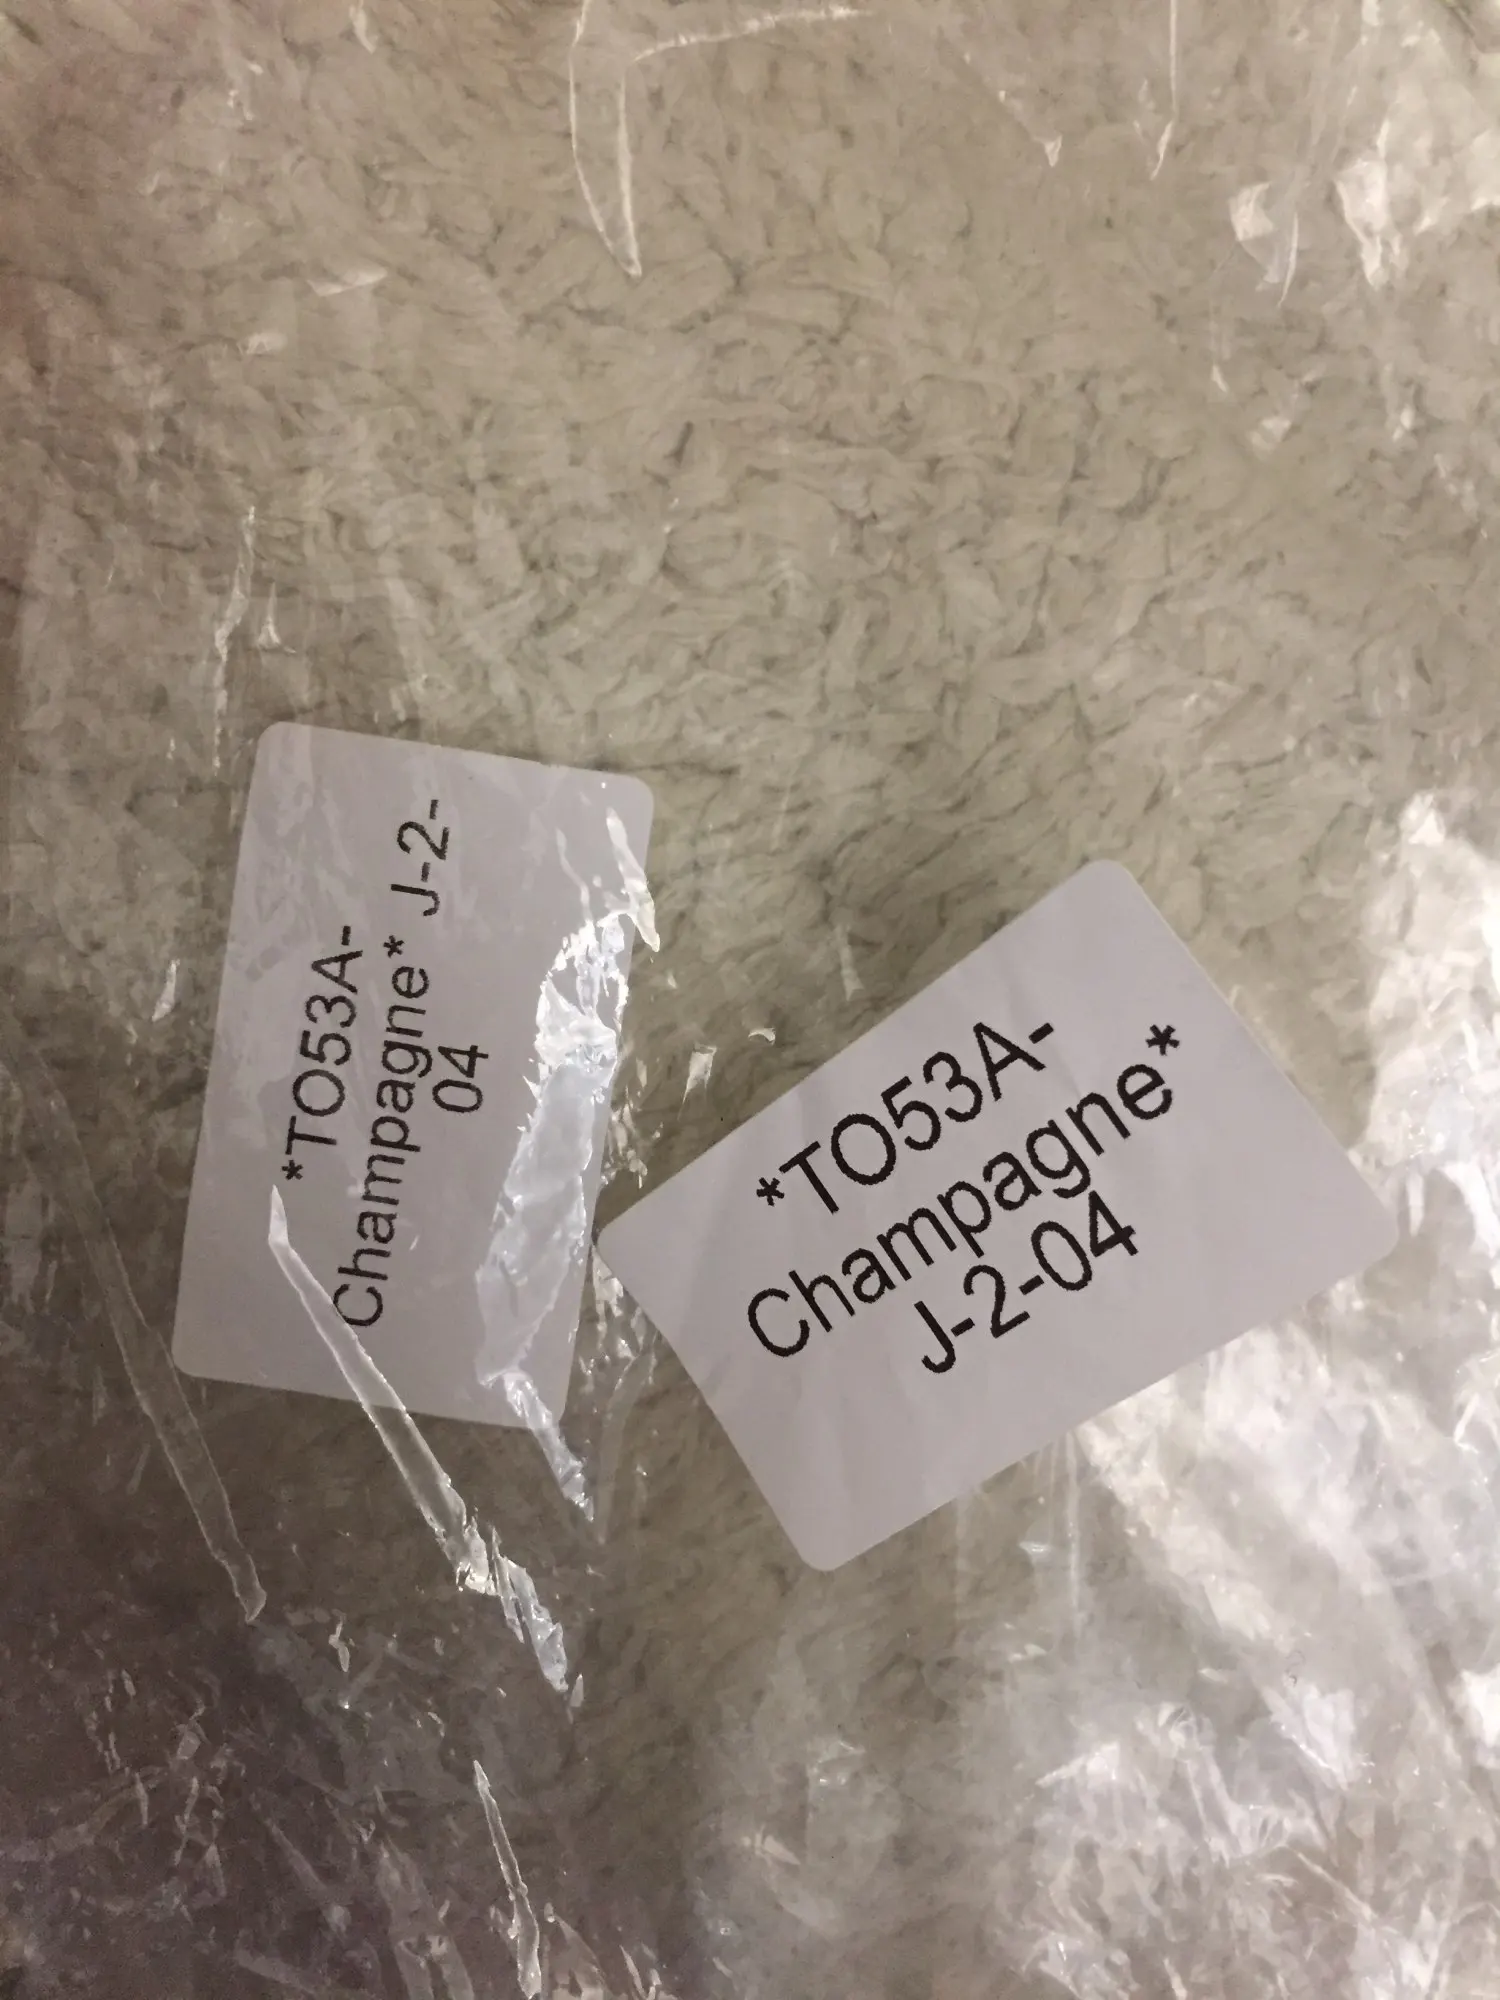 *TO53A-
Champagne* J-2-
04
*TO53A-
Champagne*
J-2-04